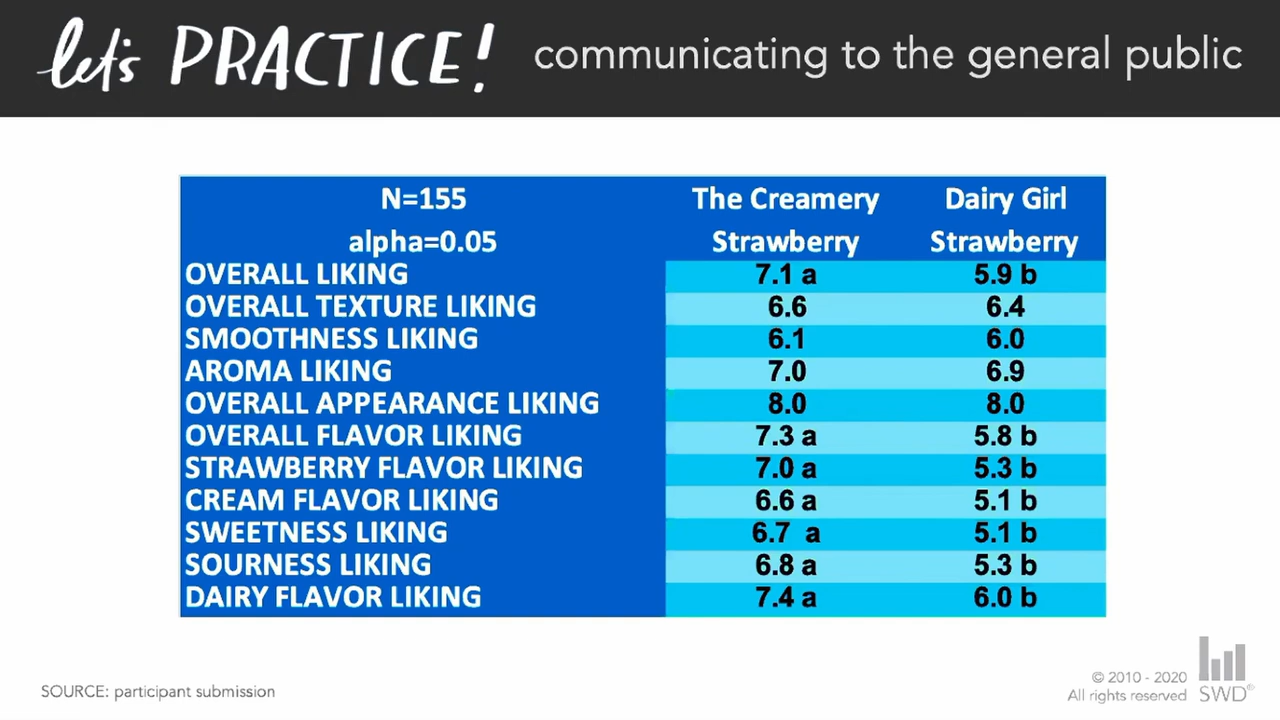 let's PRACTICE! communicating to the general public
N=155 The Creamery Dairy Girl
alpha=0.05 Strawberry Strawberry
OVERALL LIKING 7.1 a 5.9 b
OVERALL TEXTURE LIKING 6.6 6.4
SMOOTHNESS LIKING 6.1 6.0
AROMA LIKING 7.0 6.9
OVERALL APPEARANCE LIKING 8.0 8.0
OVERALL FLAVOR LIKING 7.3 a 5.8 b
STRAWBERRY FLAVOR LIKING 7.0 a 5.3 b
CREAM FLAVOR LIKING 6.6 a 5.1 b
SWEETNESS LIKING 6.7 a 5.1 b
SOURNESS LIKING 6.8 a 5.3 b
DAIRY FLAVOR LIKING 7.4 a 6.0 b
SOURCE: participant submission
© 2010 - 2020
All rights reserved
SWD®